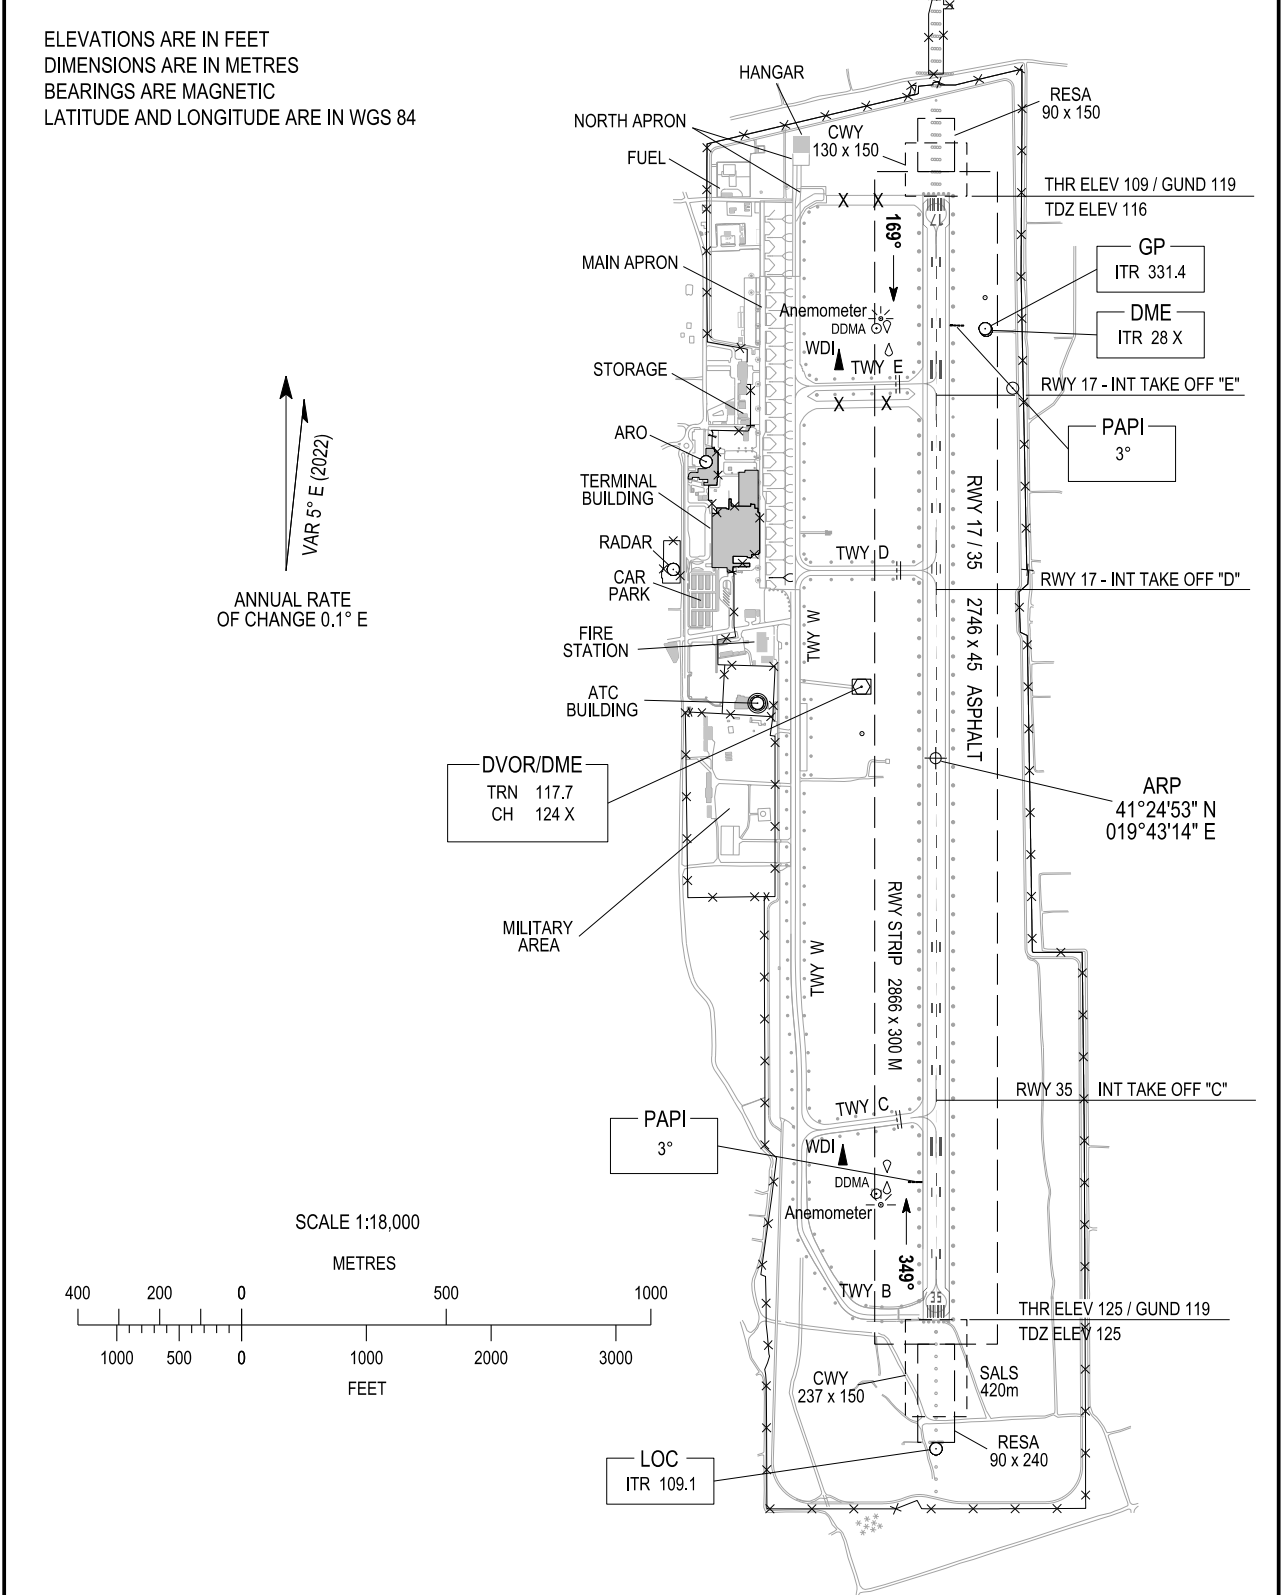 ELEVATIONS ARE IN FEET
DIMENSIONS ARE IN METRES
BEARINGS ARE MAGNETIC
LATITUDE AND LONGITUDE ARE IN WGS 84
HANGAR
NORTH APRON
FUEL
CWY
130 x 150
RESA
90 x 150
THR ELEV 109 / GUND 119
TDZ ELEV 116
17
169°
MAIN APRON
GP
ITR 331.4
DME
ITR 28 X
Anemometer
DDMA
WDI
TWY E
STORAGE
RWY 17 - INT TAKE OFF "E"
PAPI
3°
ARO
TERMINAL
BUILDING
VAR 5° E (2022)
ANNUAL RATE
OF CHANGE 0.1° E
RADAR
CAR
PARK
TWY D
RWY 17 - INT TAKE OFF "D"
RWY 17 / 35 2746 x 45 ASPHALT
FIRE
STATION
TWY W
ATC
BUILDING
DVOR/DME
TRN 117.7
CH 124 X
ARP
41°24'53" N
019°43'14" E
MILITARY
AREA
TWY W
RWY STRIP 2866 x 300 M
RWY 35 INT TAKE OFF "C"
TWY C
PAPI
3°
WDI
DDMA
Anemometer
349°
TWY B
35
THR ELEV 125 / GUND 119
TDZ ELEV 125
SCALE 1:18,000
METRES
400 200 0 500 1000
1000 500 0 1000 2000 3000
FEET
CWY
237 x 150
SALS
420m
RESA
90 x 240
LOC
ITR 109.1